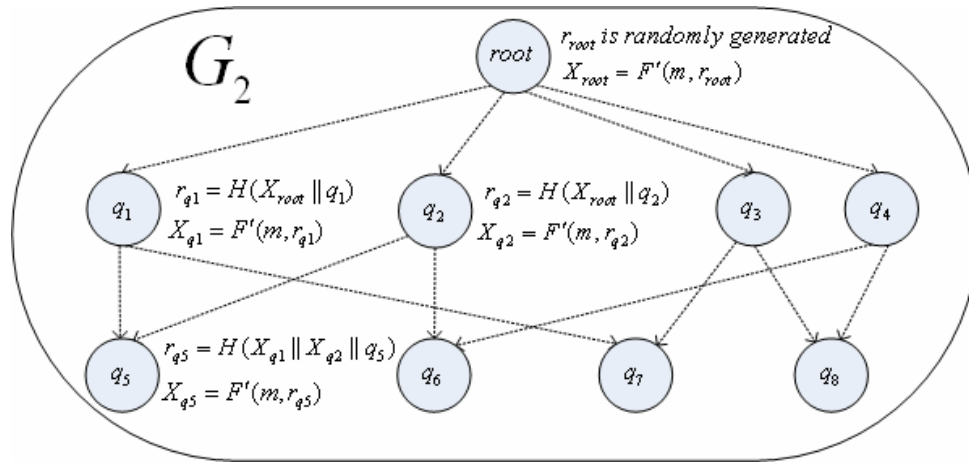 G₂
root
r_root is randomly generated
X_root = F'(m, r_root)
q₁
r_q1 = H(X_root || q₁)
X_q1 = F'(m, r_q1)
q₂
r_q2 = H(X_root || q₂)
X_q2 = F'(m, r_q2)
q₃
q₄
q₅
r_q5 = H(X_q1 || X_q2 || q₅)
X_q5 = F'(m, r_q5)
q₆
q₇
q₈